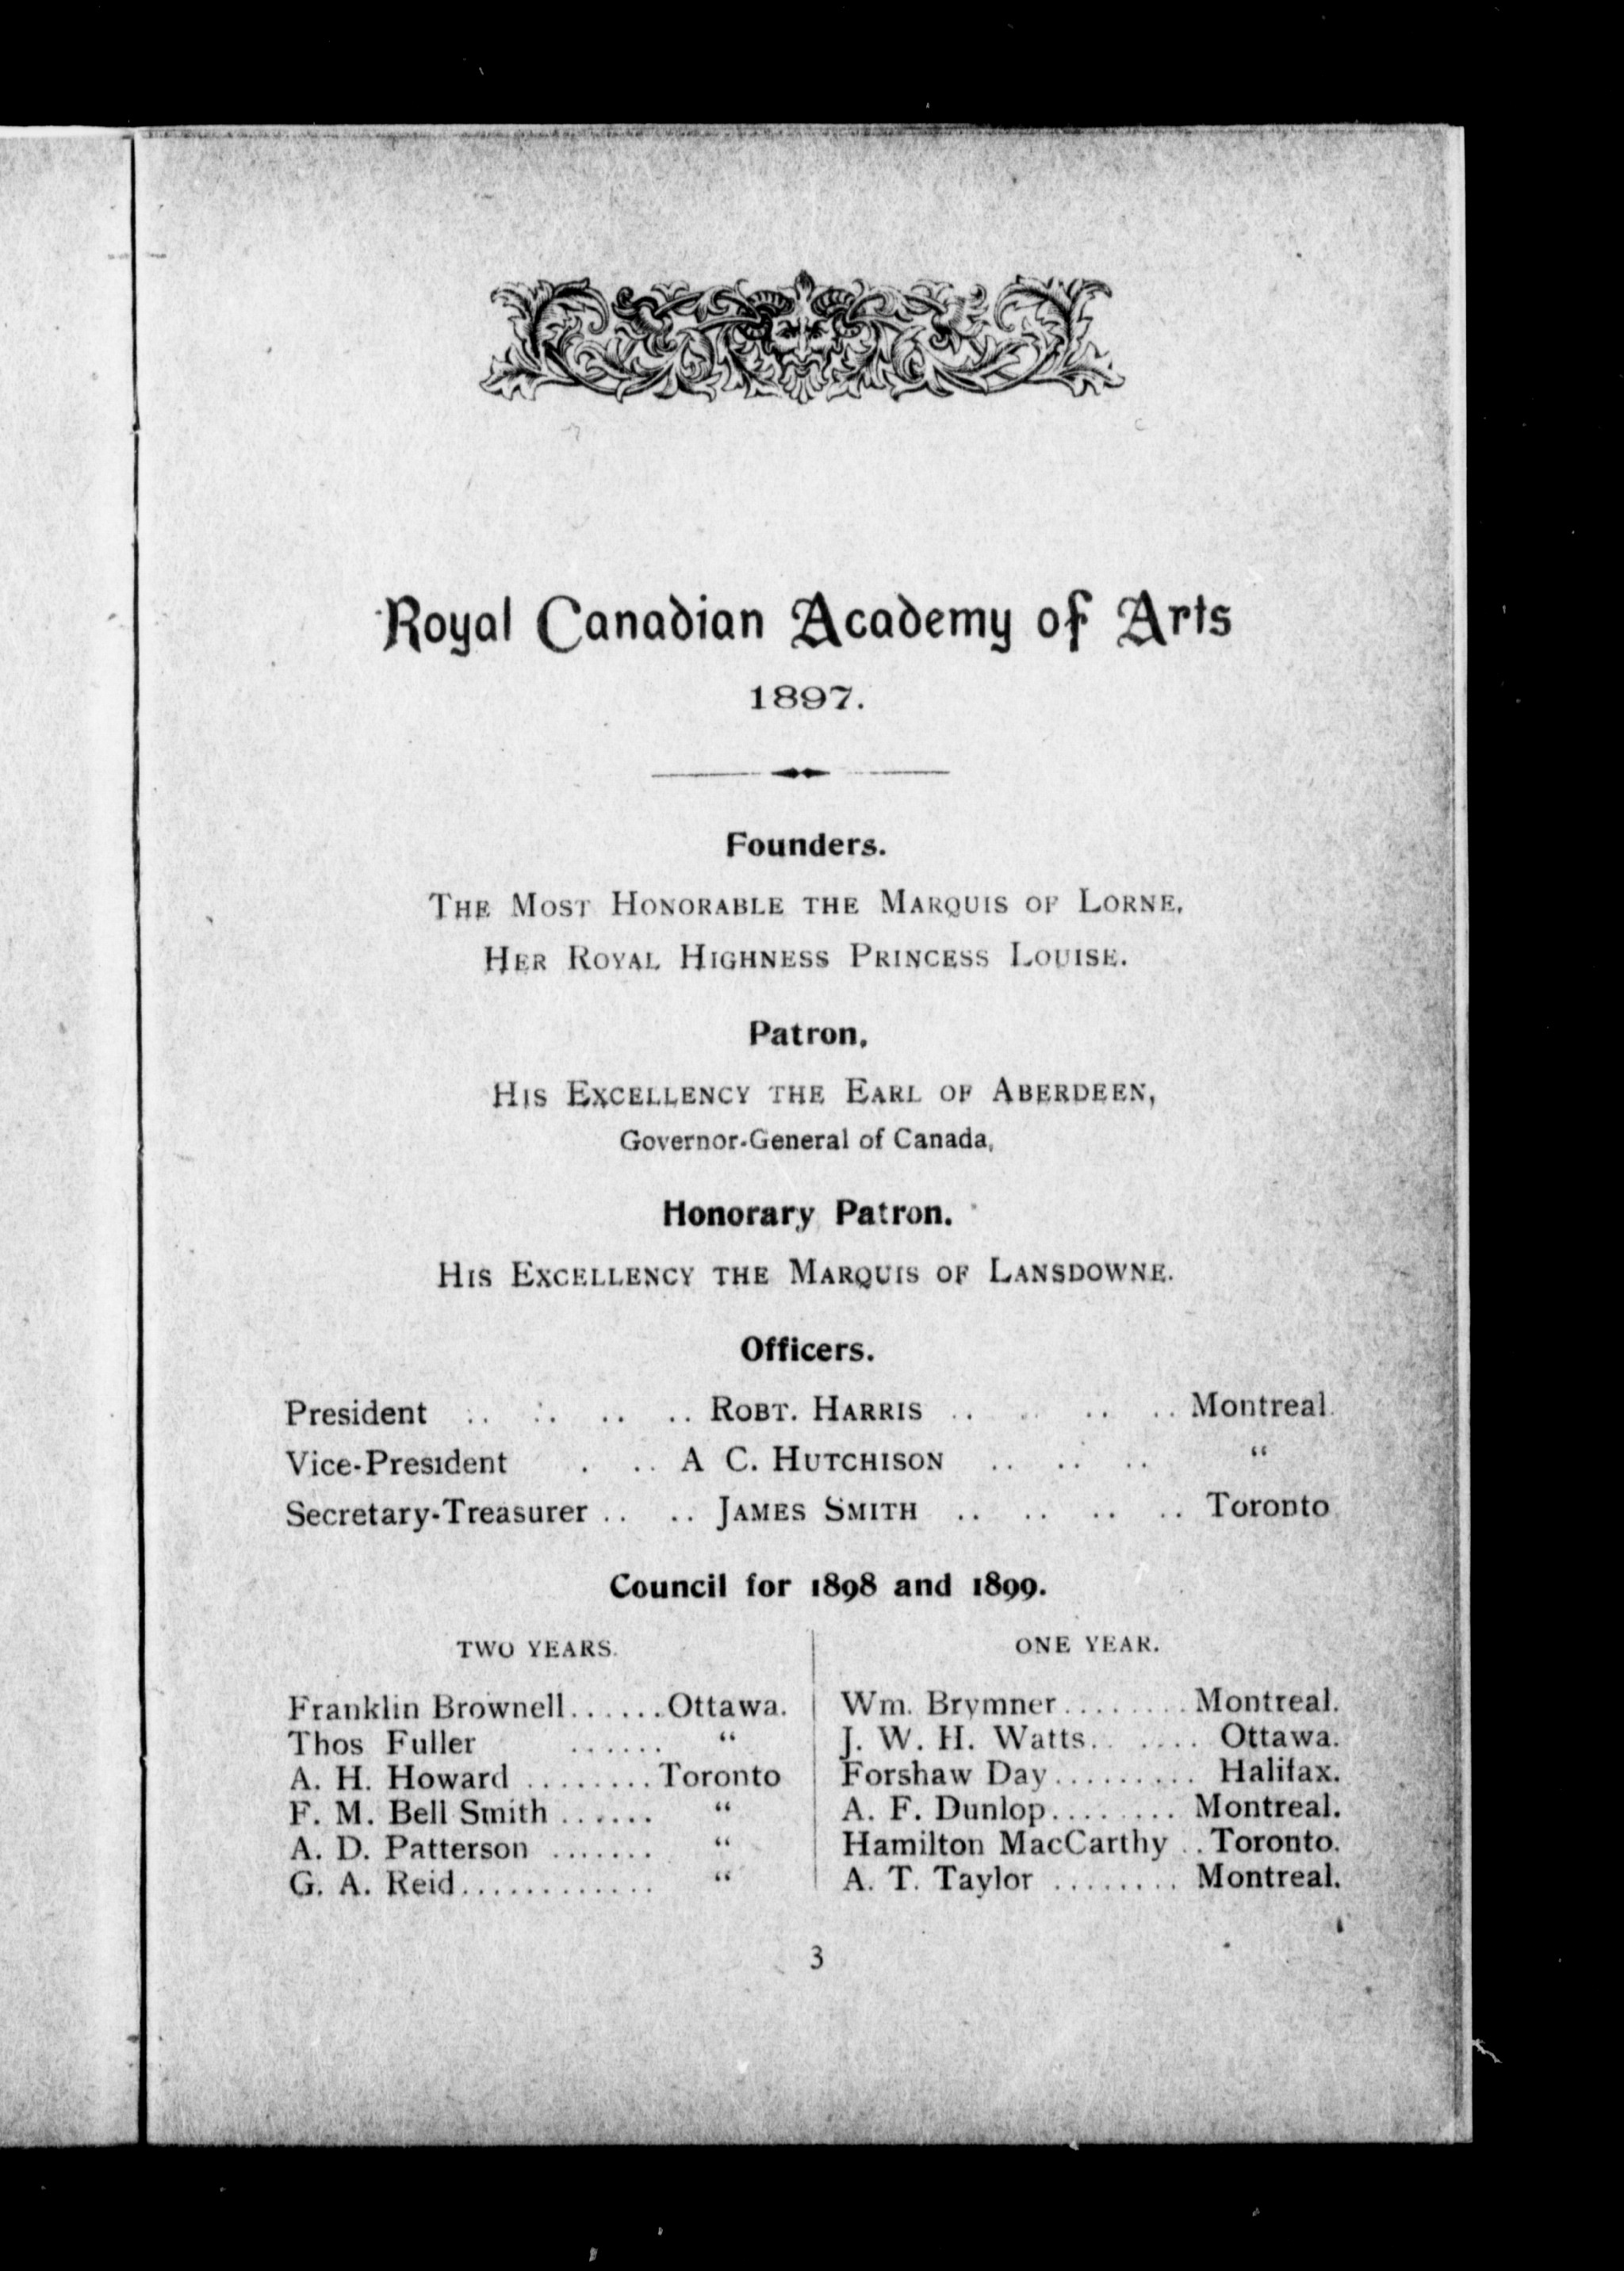 Royal Canadian Academy of Arts
1897.
Founders.
THE MOST HONORABLE THE MARQUIS OF LORNE,
HER ROYAL HIGHNESS PRINCESS LOUISE.
Patron,
HIS EXCELLENCY THE EARL OF ABERDEEN,
Governor-General of Canada,
Honorary Patron.
HIS EXCELLENCY THE MARQUIS OF LANSDOWNE.
Officers.
President .. .. .. .. ROBT. HARRIS .. .. .. .. Montreal.
Vice-President . .. A C. HUTCHISON .. .. .. “
Secretary-Treasurer .. .. JAMES SMITH .. .. .. .. Toronto
Council for 1898 and 1899.
TWO YEARS.
Franklin Brownell......Ottawa.
Thos Fuller ...... “
A. H. Howard ........Toronto
F. M. Bell Smith ...... “
A. D. Patterson ....... “
G. A. Reid............ “
ONE YEAR.
Wm. Brymner........Montreal.
J. W. H. Watts.. .... Ottawa.
Forshaw Day......... Halifax.
A. F. Dunlop........ Montreal.
Hamilton MacCarthy ..Toronto.
A. T. Taylor ........ Montreal.
3